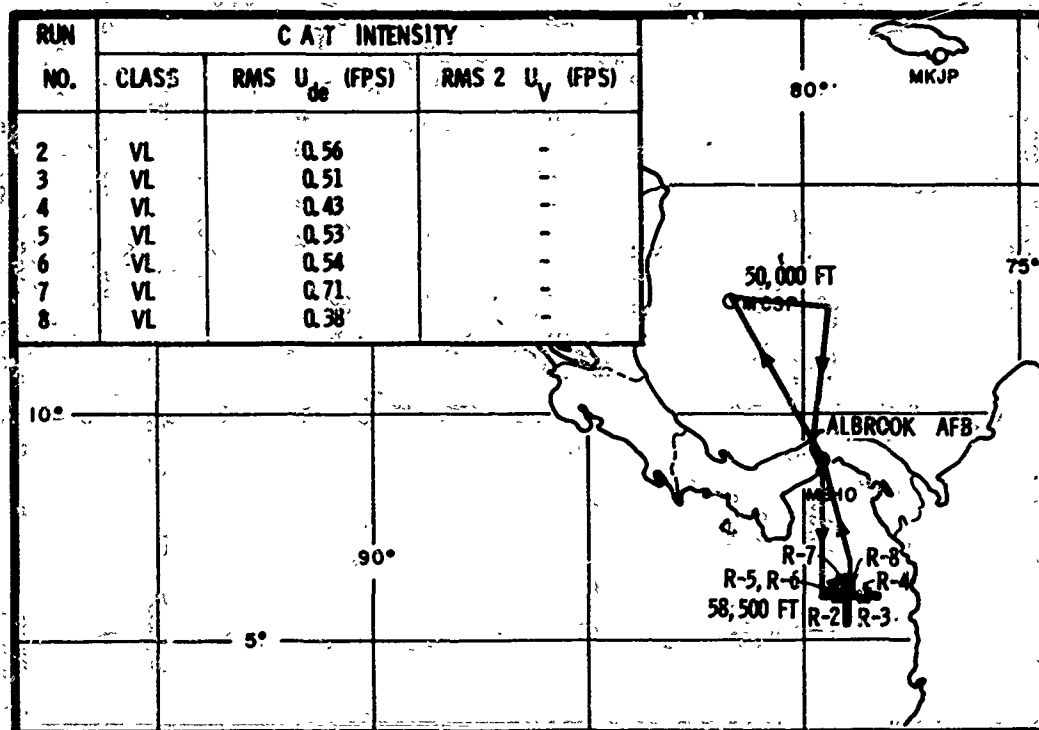 RUN NO. C A T INTENSITY
CLASS RMS Ude (FPS) RMS 2 UV (FPS)
2 VL 0.56 -
3 VL 0.51 -
4 VL 0.43 -
5 VL 0.53 -
6 VL 0.54 -
7 VL 0.71 -
8 VL 0.38 -
MKJP
80°
75°
50,000 FT
MCSP
10°
ALBROOK AFB
90°
R-7 R-8
R-5, R-6 R-4
58,500 FT R-2 R-3
5°